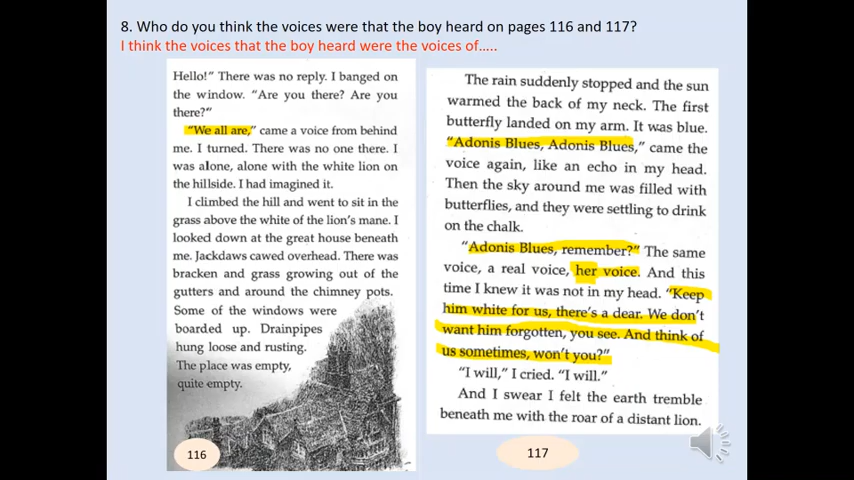 8. Who do you think the voices were that the boy heard on pages 116 and 117?
I think the voices that the boy heard were the voices of…..
Hello!” There was no reply. I banged on
the window. “Are you there? Are you
there?”
“We all are,” came a voice from behind
me. I turned. There was no one there. I
was alone, alone with the white lion on
the hillside. I had imagined it.
I climbed the hill and went to sit in the
grass above the white of the lion’s mane. I
looked down at the great house beneath
me. Jackdaws cawed overhead. There was
bracken and grass growing out of the
gutters and around the chimney pots.
Some of the windows were
boarded up. Drainpipes
hung loose and rusting.
The place was empty,
quite empty.
116
The rain suddenly stopped and the sun
warmed the back of my neck. The first
butterfly landed on my arm. It was blue.
“Adonis Blues, Adonis Blues,” came the
voice again, like an echo in my head.
Then the sky around me was filled with
butterflies, and they were settling to drink
on the chalk.
“Adonis Blues, remember?” The same
voice, a real voice, her voice. And this
time I knew it was not in my head. “Keep
him white for us, there’s a dear. We don’t
want him forgotten, you see. And think of
us sometimes, won’t you?”
“I will,” I cried. “I will.”
And I swear I felt the earth tremble
beneath me with the roar of a distant lion.
117